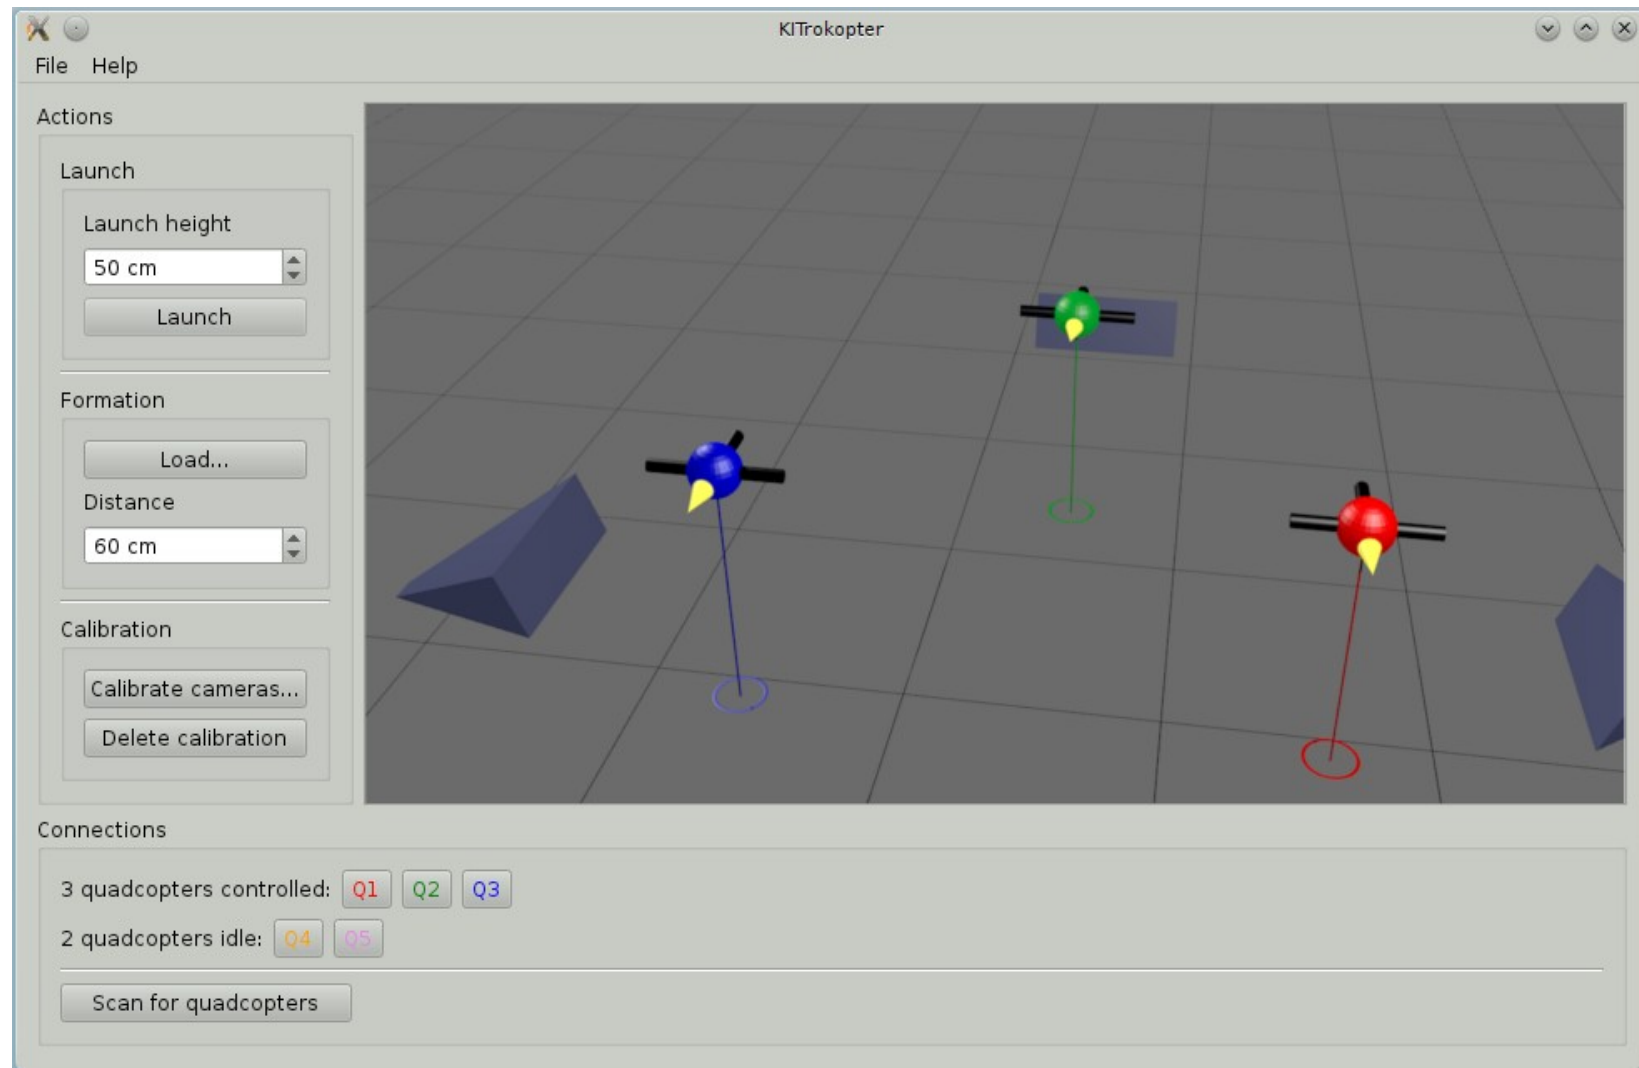 KITrokopter
File Help
Actions
Launch
Launch height
50 cm
Launch
Formation
Load...
Distance
60 cm
Calibration
Calibrate cameras...
Delete calibration
Connections
3 quadcopters controlled: Q1 Q2 Q3
2 quadcopters idle: Q4 Q5
Scan for quadcopters